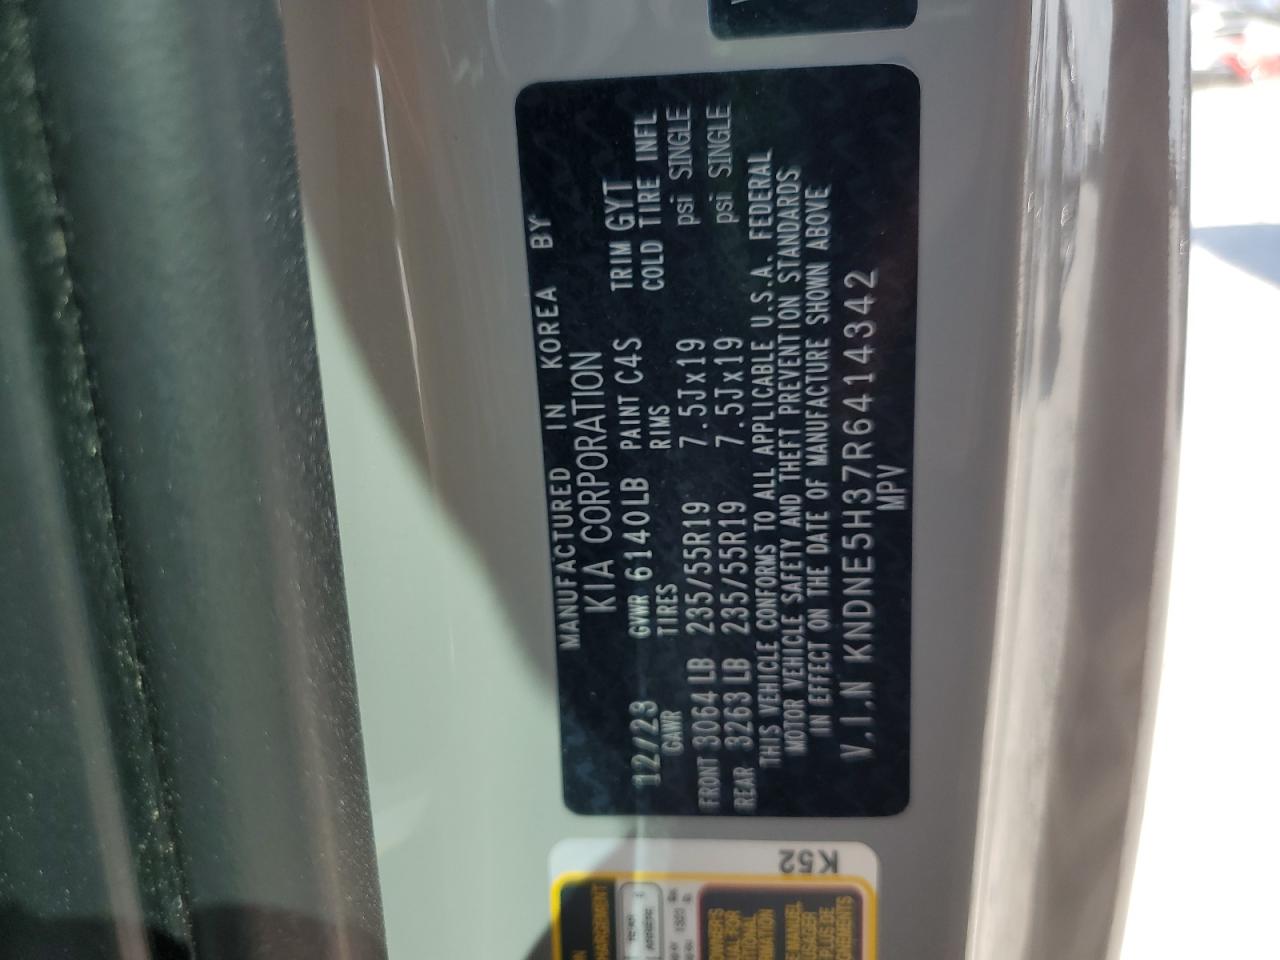 MANUFACTURED IN KOREA BY
KIA CORPORATION
12/23 GVWR 6140LB PAINT C4S TRIM GYT
GAWR TIRES RIMS COLD TIRE INFL
FRONT 3064 LB 235/55R19 7.5Jx19 psi SINGLE
REAR 3263 LB 235/55R19 7.5Jx19 psi SINGLE
THIS VEHICLE CONFORMS TO ALL APPLICABLE U.S.A. FEDERAL
MOTOR VEHICLE SAFETY AND THEFT PREVENTION STANDARDS
IN EFFECT ON THE DATE OF MANUFACTURE SHOWN ABOVE
V.I.N KNDNE5H37R6414342
MPV
K52